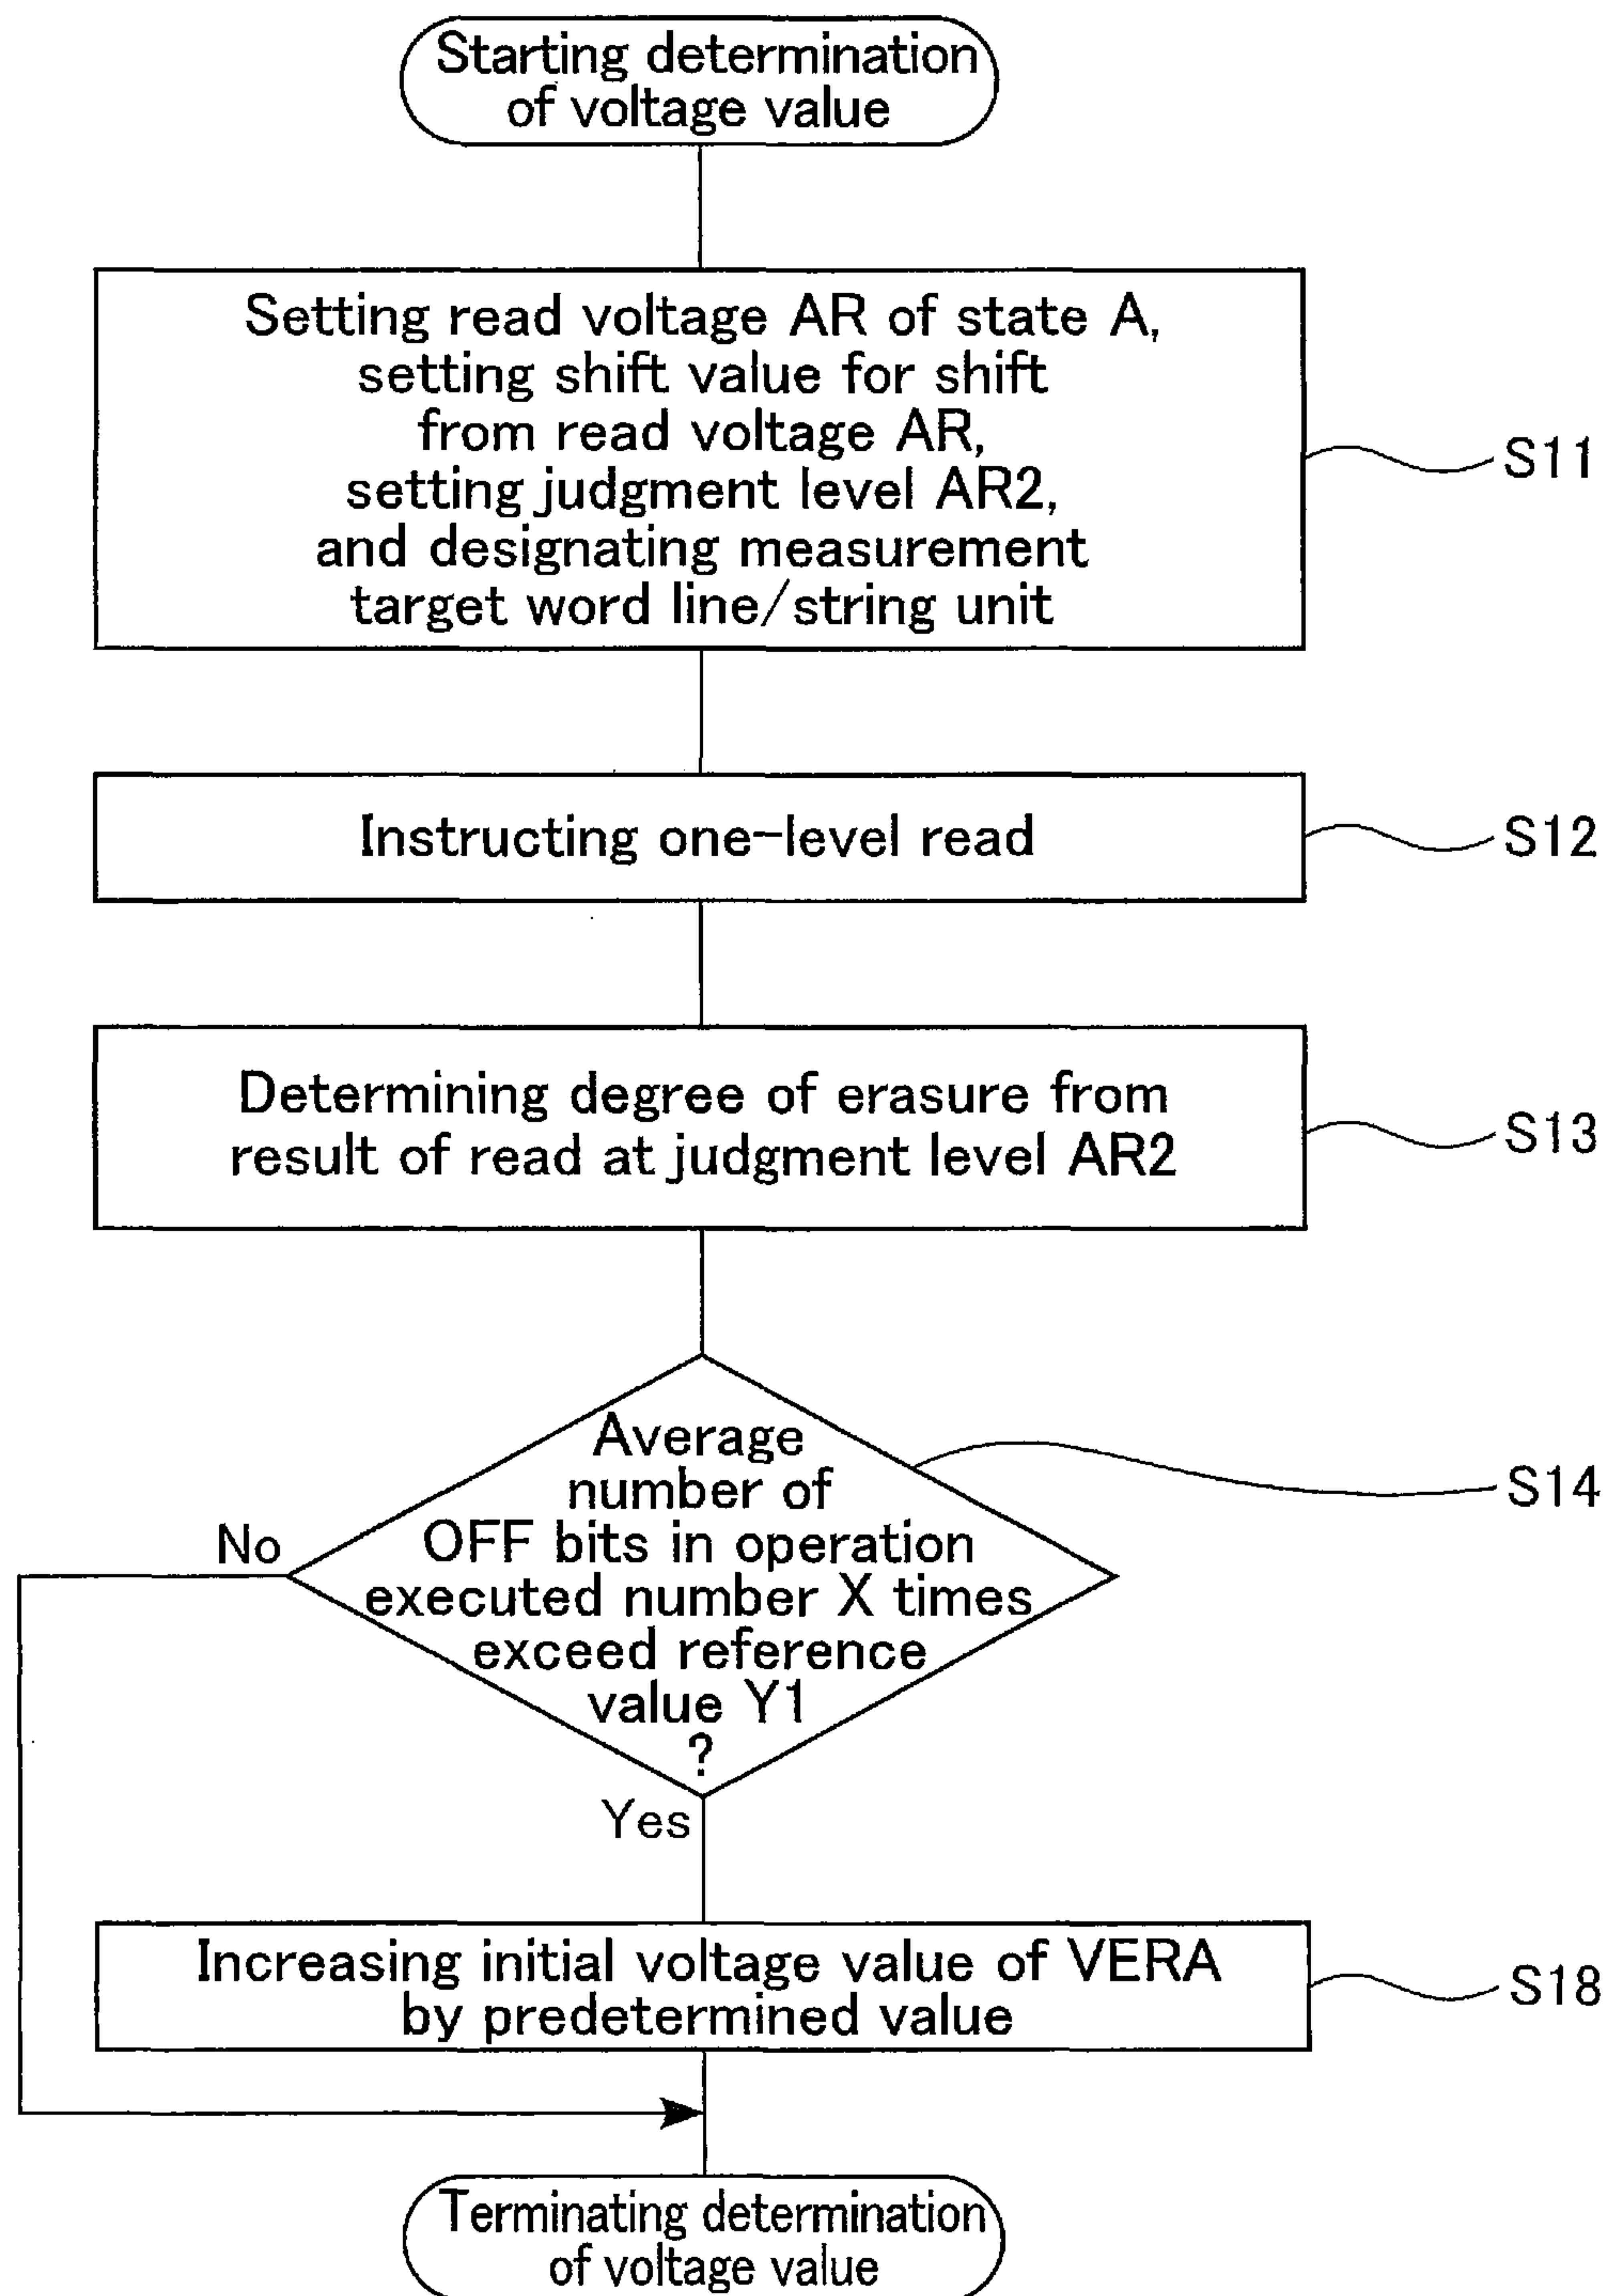 Starting determination
of voltage value
Setting read voltage AR of state A,
setting shift value for shift
from read voltage AR,
setting judgment level AR2,
and designating measurement
target word line/string unit
S11
Instructing one-level read
S12
Determining degree of erasure from
result of read at judgment level AR2
S13
Average
number of
OFF bits in operation
executed number X times
exceed reference
value Y1
?
S14
No
Yes
Increasing initial voltage value of VERA
by predetermined value
S18
Terminating determination
of voltage value